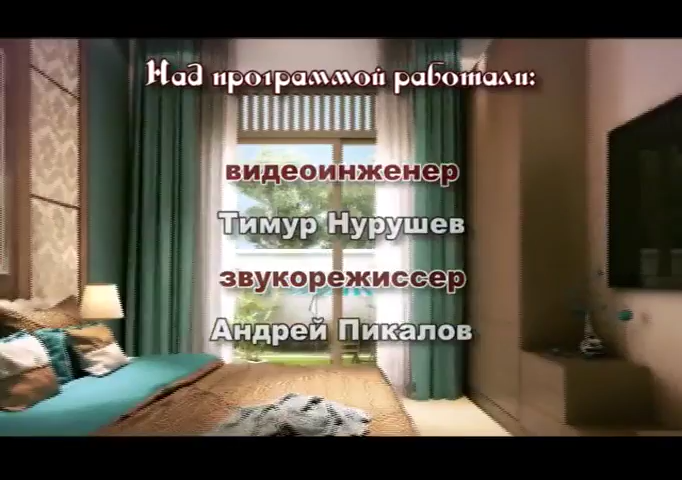 Над программой работали:
видеоинженер
Тимур Нурушев
звукорежиссер
Андрей Пикалов